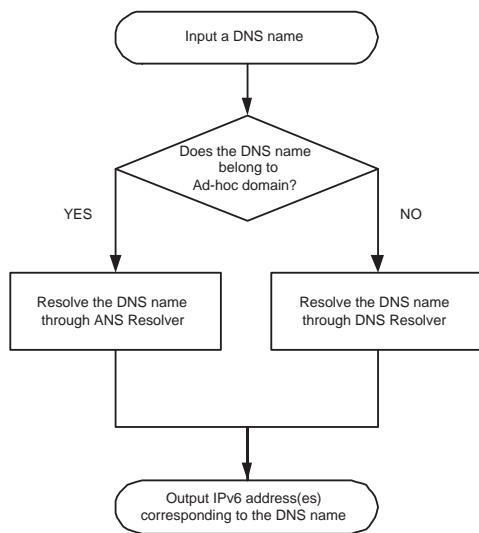 Input a DNS name
Does the DNS name
belong to
Ad-hoc domain?
YES
NO
Resolve the DNS name
through ANS Resolver
Resolve the DNS name
through DNS Resolver
Output IPv6 address(es)
corresponding to the DNS name